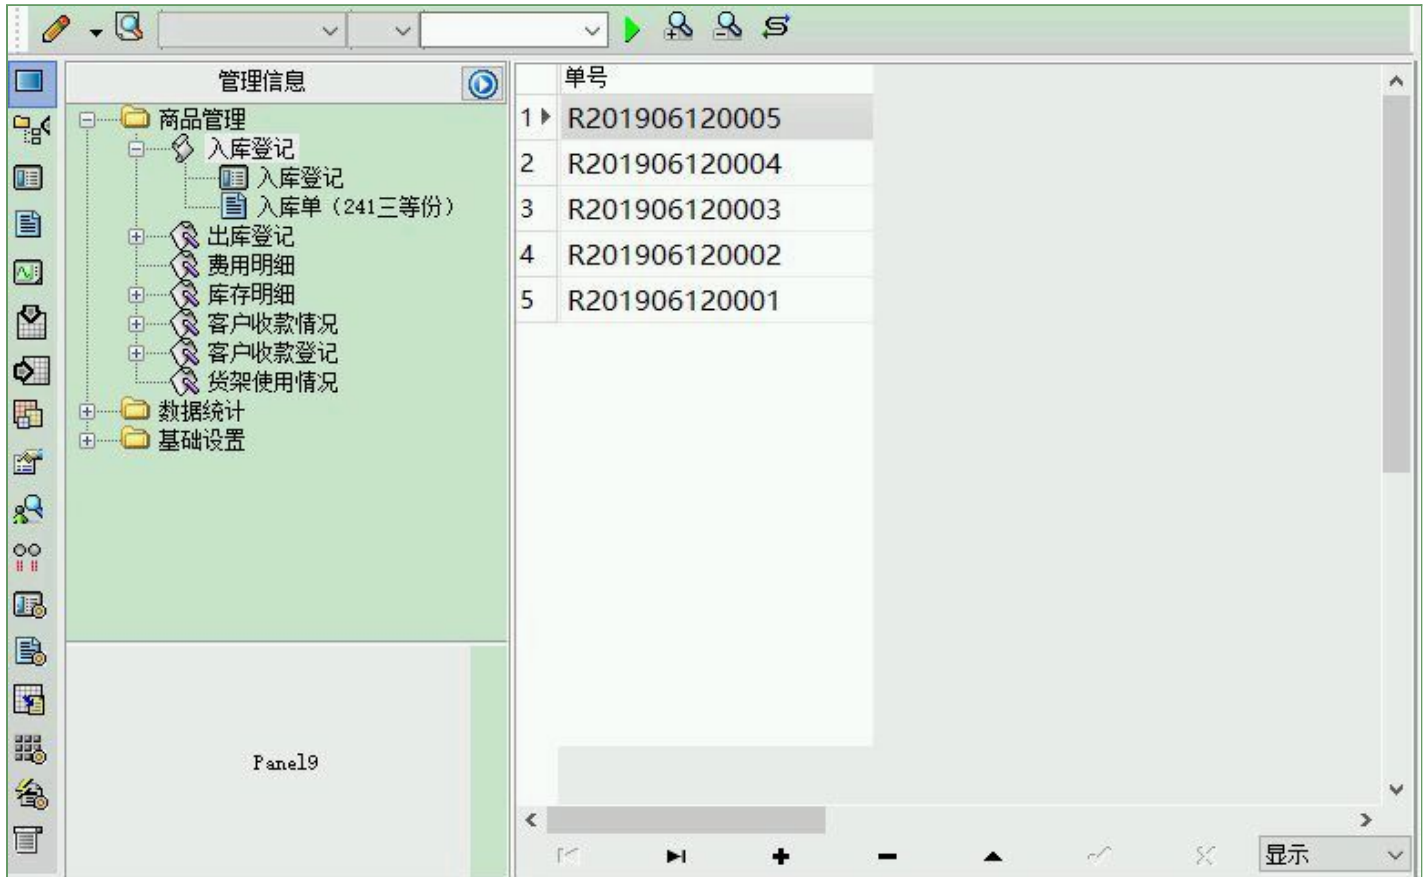 管理信息
商品管理
入库登记
入库登记
入库单（241三等份）
出库登记
费用明细
库存明细
客户收款情况
客户收款登记
货架使用情况
数据统计
基础设置
Panel9
单号
1 R201906120005
2 R201906120004
3 R201906120003
4 R201906120002
5 R201906120001
显示